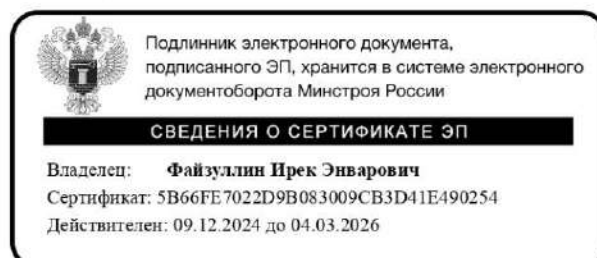 Подлинник электронного документа,
подписанного ЭП, хранится в системе электронного
документоборота Минстроя России
СВЕДЕНИЯ О СЕРТИФИКАТЕ ЭП
Владелец: Файзуллин Ирек Энварович
Сертификат: 5B66FE7022D9B083009CB3D41E490254
Действителен: 09.12.2024 до 04.03.2026